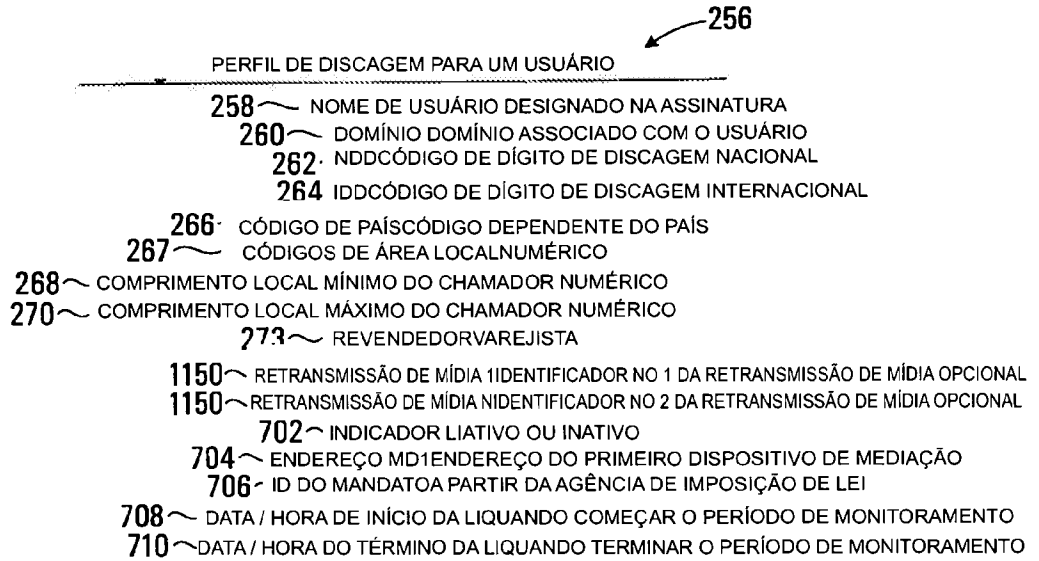 256
PERFIL DE DISCAGEM PARA UM USUÁRIO
258 NOME DE USUÁRIO DESIGNADO NA ASSINATURA
260 DOMÍNIO DOMÍNIO ASSOCIADO COM O USUÁRIO
262 NDDCÓDIGO DE DÍGITO DE DISCAGEM NACIONAL
264 IDDCÓDIGO DE DÍGITO DE DISCAGEM INTERNACIONAL
266 CÓDIGO DE PAÍSCÓDIGO DEPENDENTE DO PAÍS
267 CÓDIGOS DE ÁREA LOCALNUMÉRICO
268 COMPRIMENTO LOCAL MÍNIMO DO CHAMADOR NUMÉRICO
270 COMPRIMENTO LOCAL MÁXIMO DO CHAMADOR NUMÉRICO
273 REVENDEDORVAREJISTA
1150 RETRANSMISSÃO DE MÍDIA 1IDENTIFICADOR NO 1 DA RETRANSMISSÃO DE MÍDIA OPCIONAL
1150 RETRANSMISSÃO DE MÍDIA NIDENTIFICADOR NO 2 DA RETRANSMISSÃO DE MÍDIA OPCIONAL
702 INDICADOR LIATIVO OU INATIVO
704 ENDEREÇO MD1ENDEREÇO DO PRIMEIRO DISPOSITIVO DE MEDIAÇÃO
706 ID DO MANDATOA PARTIR DA AGÊNCIA DE IMPOSIÇÃO DE LEI
708 DATA / HORA DE INÍCIO DA LIQUANDO COMEÇAR O PERÍODO DE MONITORAMENTO
710 DATA / HORA DO TÉRMINO DA LIQUANDO TERMINAR O PERÍODO DE MONITORAMENTO